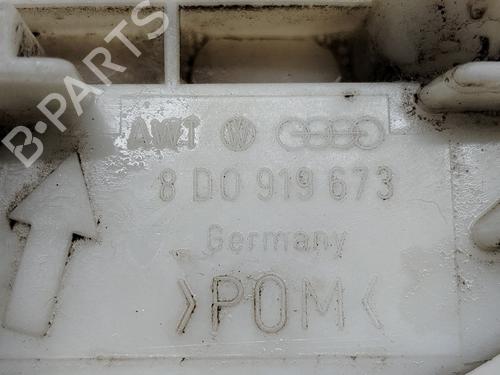 B-PARTS
AWT
8 D0 919 673
Germany
>POM<